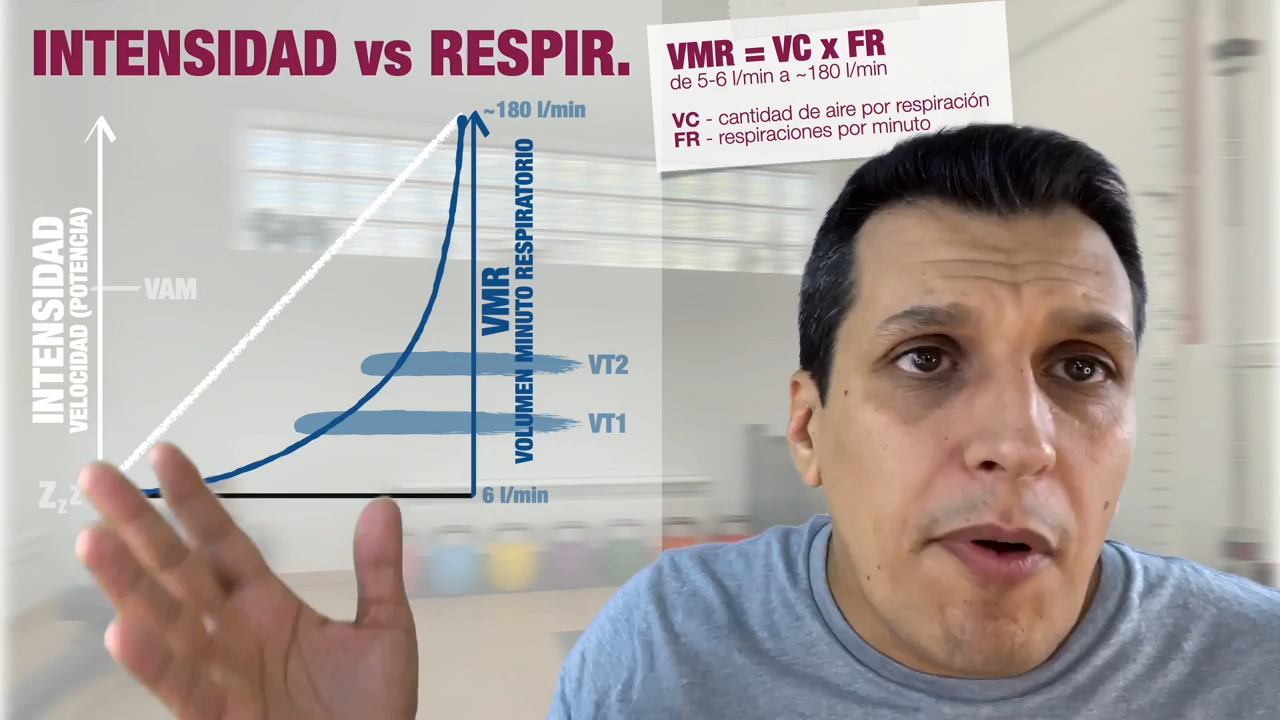 INTENSIDAD vs RESPIR.
VMR = VC x FR
de 5-6 l/min a ~180 l/min
VC - cantidad de aire por respiración
FR - respiraciones por minuto
~180 l/min
INTENSIDAD
VELOCIDAD (POTENCIA)
VAM
VMR
VOLUMEN MINUTO RESPIRATORIO
VT2
VT1
Zz
6 l/min